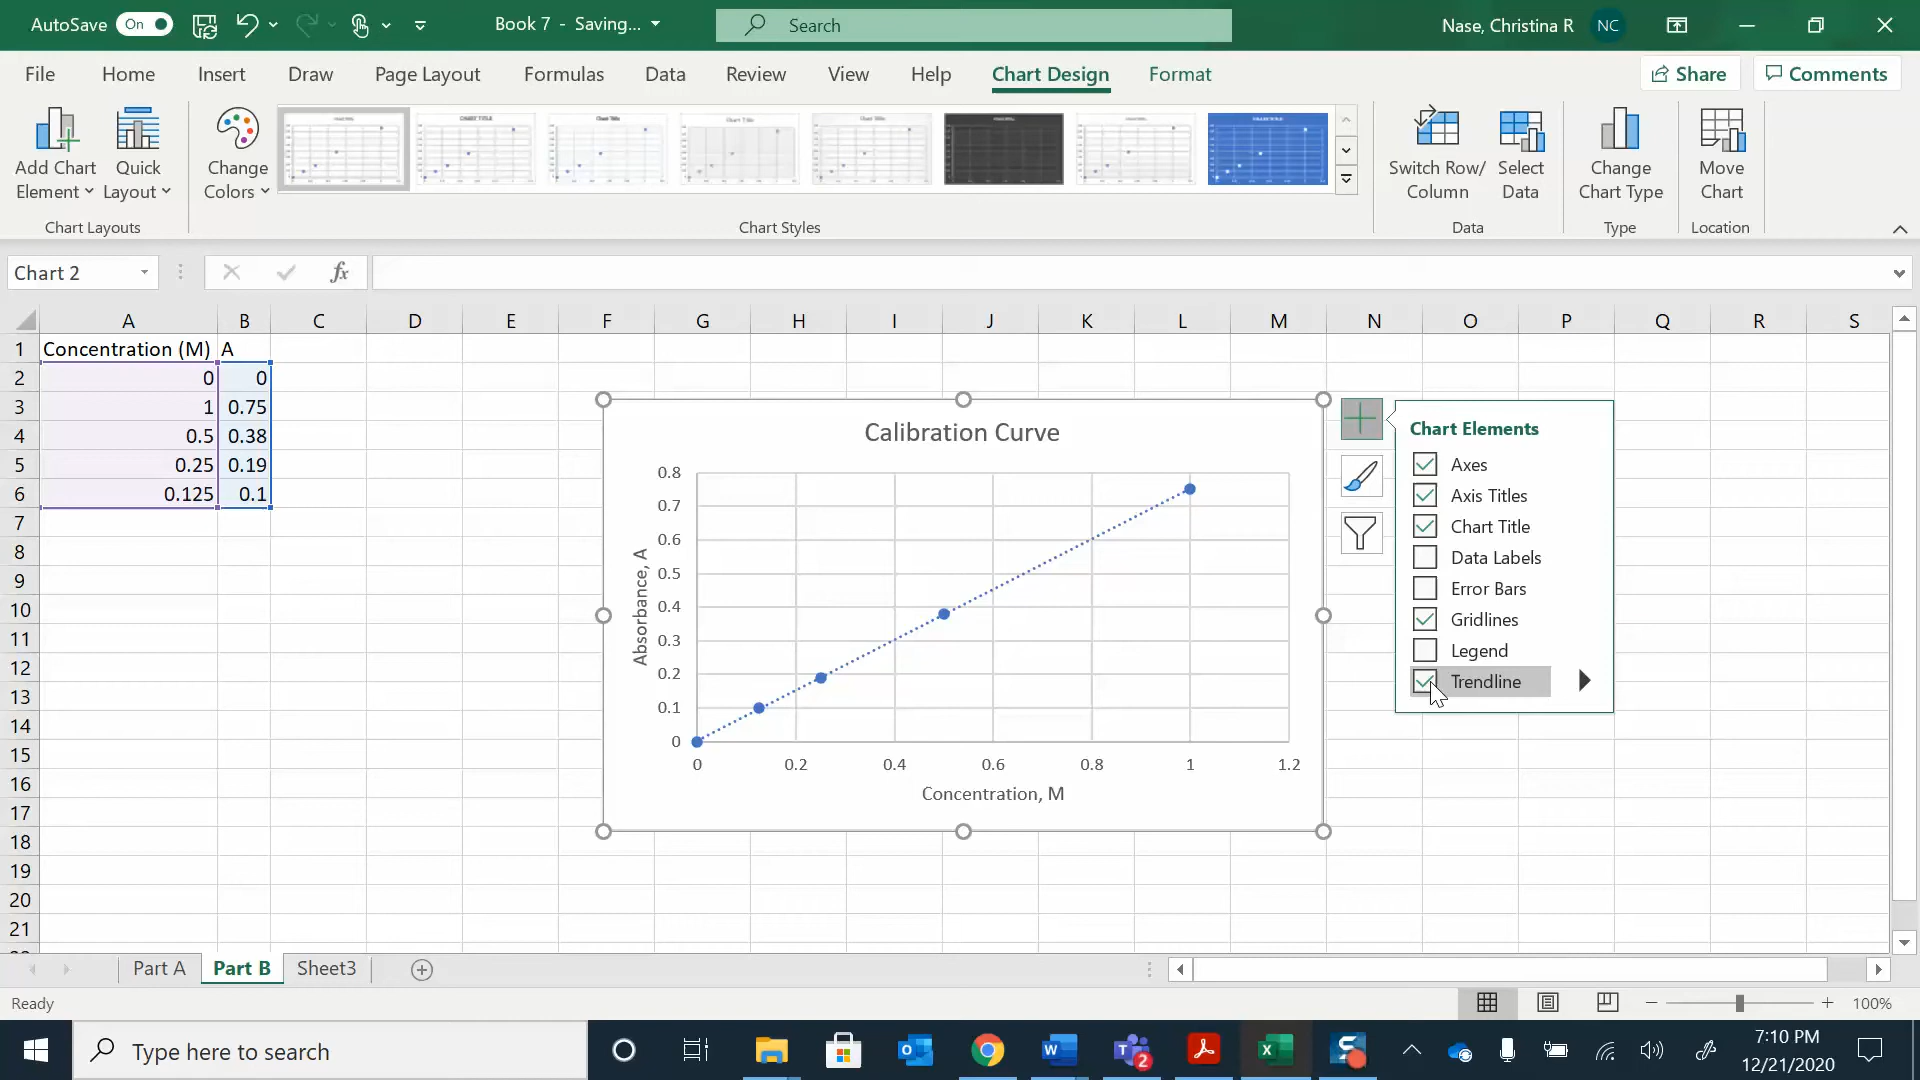 AutoSave On Book 7 - Saving... Search Nase, Christina R NC
File Home Insert Draw Page Layout Formulas Data Review View Help Chart Design Format Share Comments
Add Chart Element
Quick Layout
Change Colors
Switch Row/ Column
Select Data
Change Chart Type
Move Chart
Chart Layouts Chart Styles Data Type Location
Chart 2 fx
A B C D E F G H I J K L M N O P Q R S
1 Concentration (M) A
2 0 0
3 1 0.75
4 0.5 0.38
5 0.25 0.19
6 0.125 0.1
7
8
9
10
11
12
13
14
15
16
17
18
19
20
21
Calibration Curve
0.8
0.7
0.6
0.5
0.4
0.3
0.2
0.1
0
Absorbance, A
0 0.2 0.4 0.6 0.8 1 1.2
Concentration, M
Chart Elements
Axes
Axis Titles
Chart Title
Data Labels
Error Bars
Gridlines
Legend
Trendline
Part A Part B Sheet3
Ready 100%
Type here to search
2
7:10 PM
12/21/2020